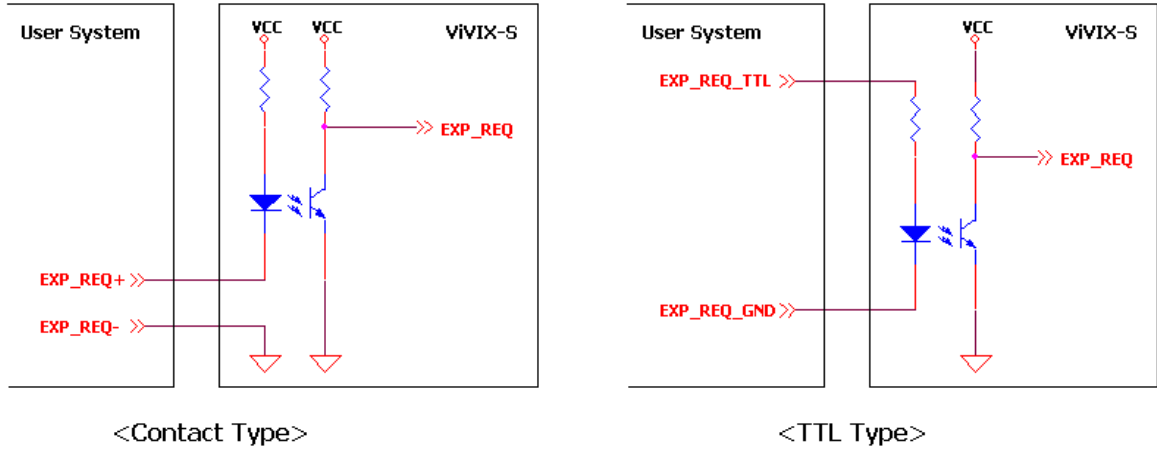 User System
VCC
VCC
ViVIX-S
EXP_REQ
EXP_REQ+
EXP_REQ-
<Contact Type>
User System
VCC
ViVIX-S
EXP_REQ_TTL
EXP_REQ
EXP_REQ_GND
<TTL Type>